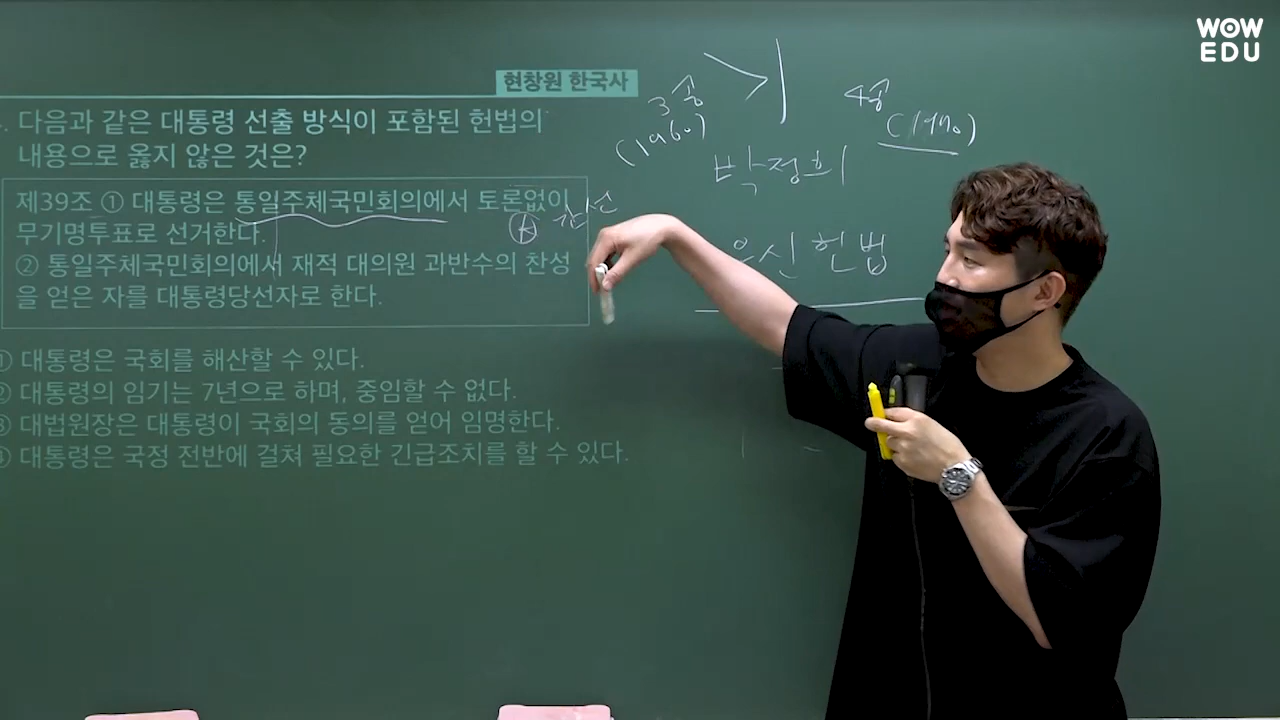 WOW
EDU
현창원 한국사
다음과 같은 대통령 선출 방식이 포함된 헌법의
내용으로 옳지 않은 것은?
제39조 ① 대통령은 통일주체국민회의에서 토론없이
무기명투표로 선거한다.
② 통일주체국민회의에서 재적 대의원 과반수의 찬성
을 얻은 자를 대통령당선자로 한다.
① 대통령은 국회를 해산할 수 있다.
② 대통령의 임기는 7년으로 하며, 중임할 수 없다.
③ 대법원장은 대통령이 국회의 동의를 얻어 임명한다.
④ 대통령은 국정 전반에 걸쳐 필요한 긴급조치를 할 수 있다.
3공
(1960)
4공
(1970)
박정희
유신 헌법
간선